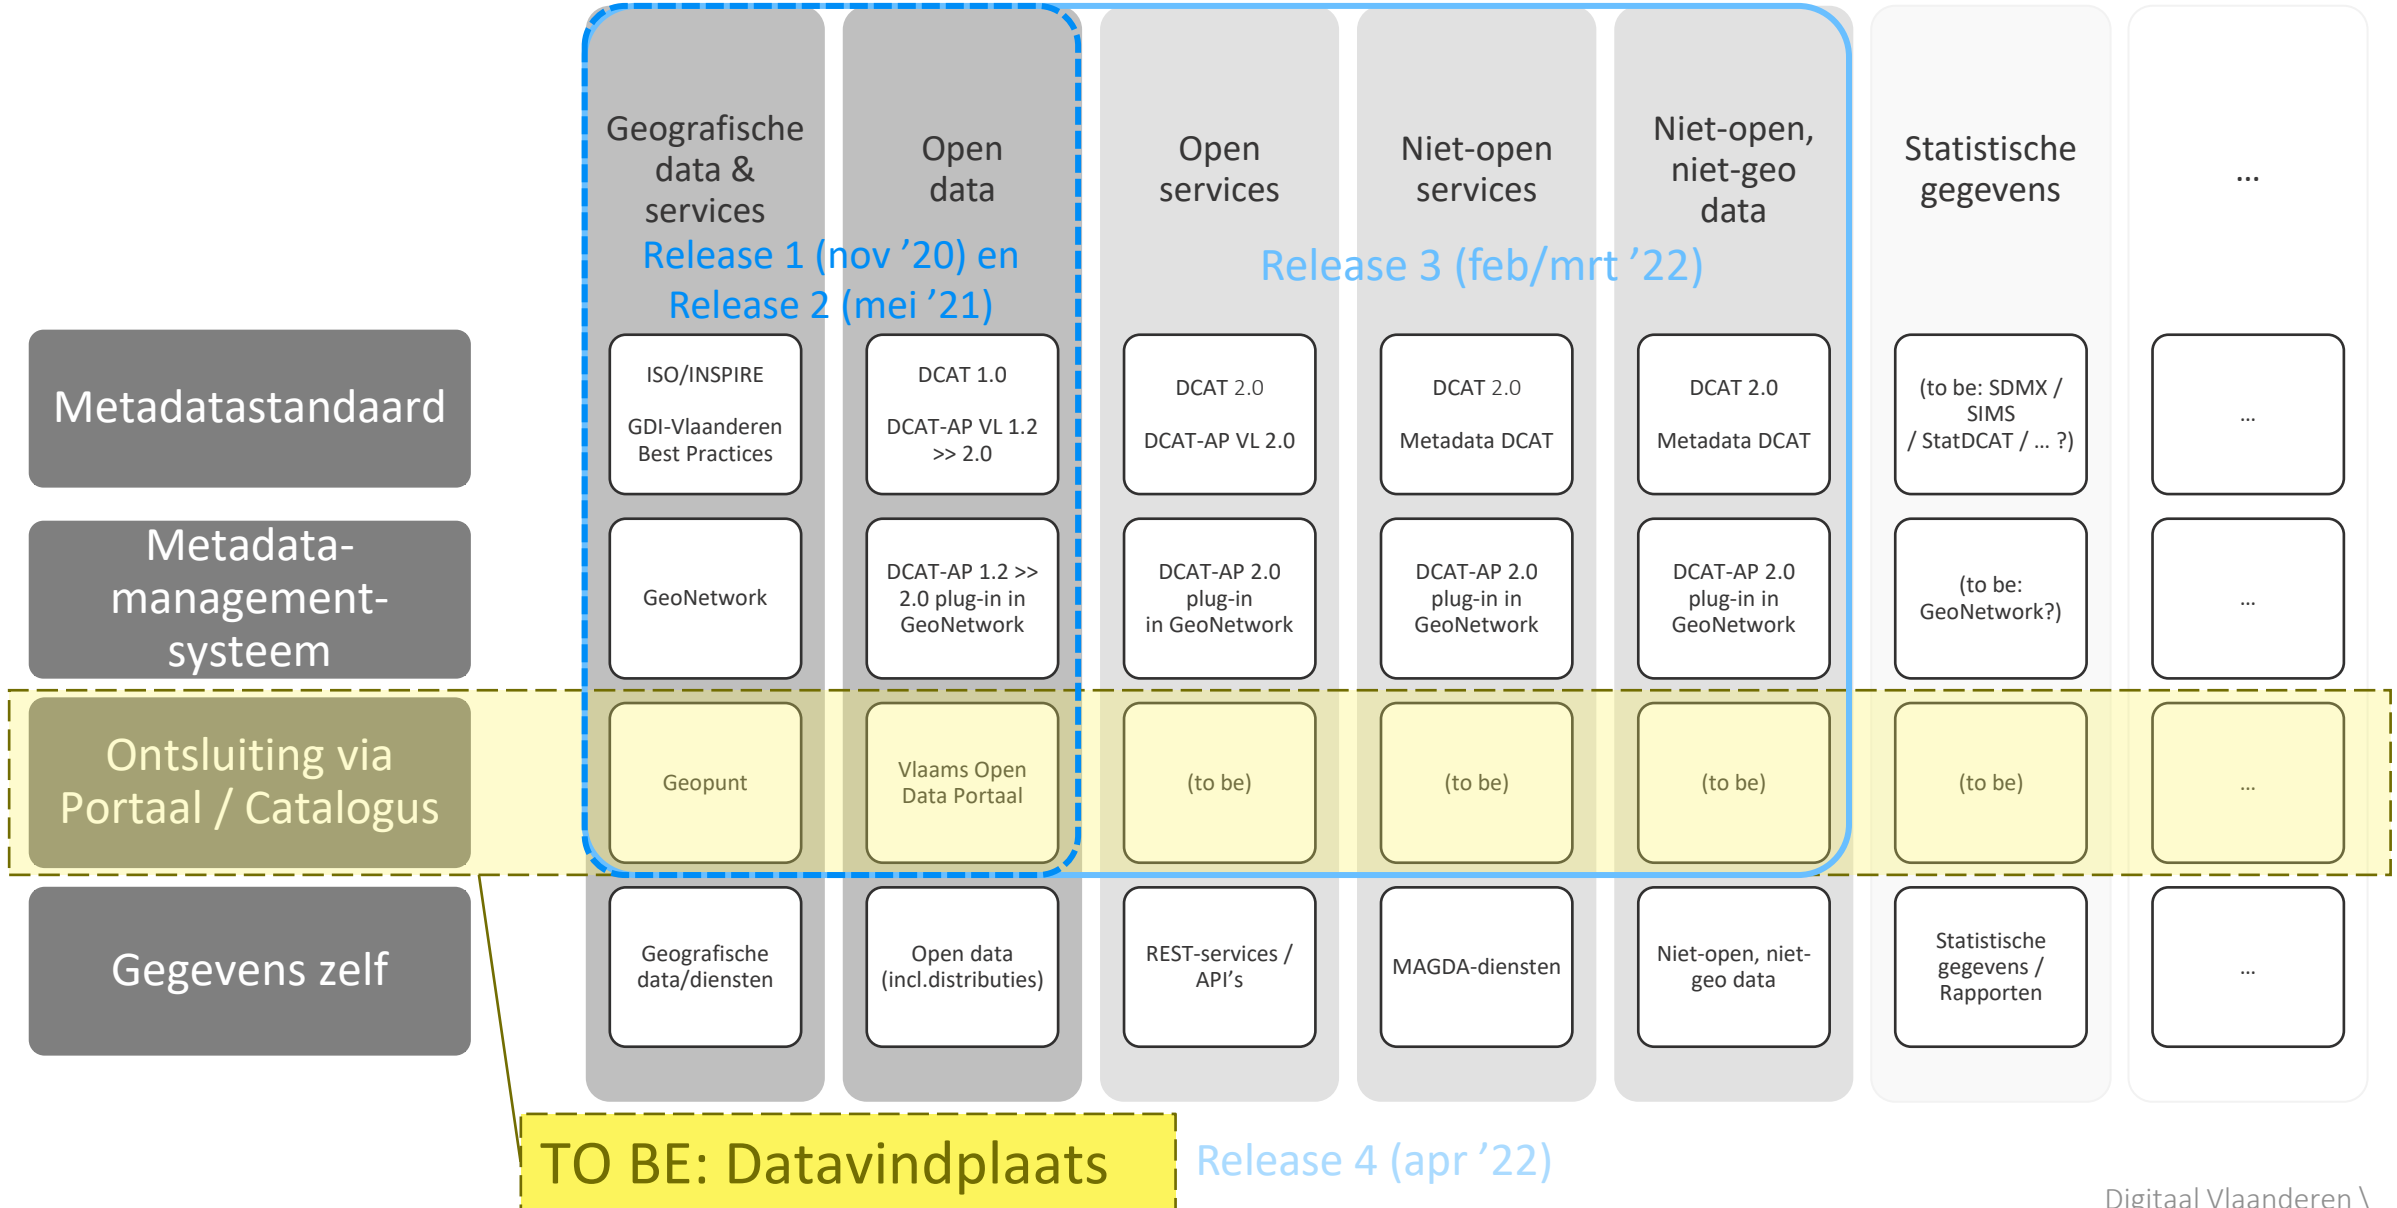 Geografische
data &
services
Open
data
Open
services
Niet-open
services
Niet-open,
niet-geo
data
Statistische
gegevens
...
Release 1 (nov ’20) en
Release 2 (mei ’21)
Release 3 (feb/mrt ’22)
Metadatastandaard
ISO/INSPIRE
GDI-Vlaanderen
Best Practices
DCAT 1.0
DCAT-AP VL 1.2
>> 2.0
DCAT 2.0
DCAT-AP VL 2.0
DCAT 2.0
Metadata DCAT
DCAT 2.0
Metadata DCAT
(to be: SDMX /
SIMS
/ StatDCAT / ... ?)
...
Metadata-
management-
systeem
GeoNetwork
DCAT-AP 1.2 >>
2.0 plug-in in
GeoNetwork
DCAT-AP 2.0
plug-in
in GeoNetwork
DCAT-AP 2.0
plug-in in
GeoNetwork
DCAT-AP 2.0
plug-in in
GeoNetwork
(to be:
GeoNetwork?)
...
Ontsluiting via
Portaal / Catalogus
Geopunt
Vlaams Open
Data Portaal
(to be)
(to be)
(to be)
(to be)
...
Gegevens zelf
Geografische
data/diensten
Open data
(incl.distributies)
REST-services /
API’s
MAGDA-diensten
Niet-open, niet-
geo data
Statistische
gegevens /
Rapporten
...
TO BE: Datavindplaats
Release 4 (apr ’22)
Digitaal Vlaanderen \